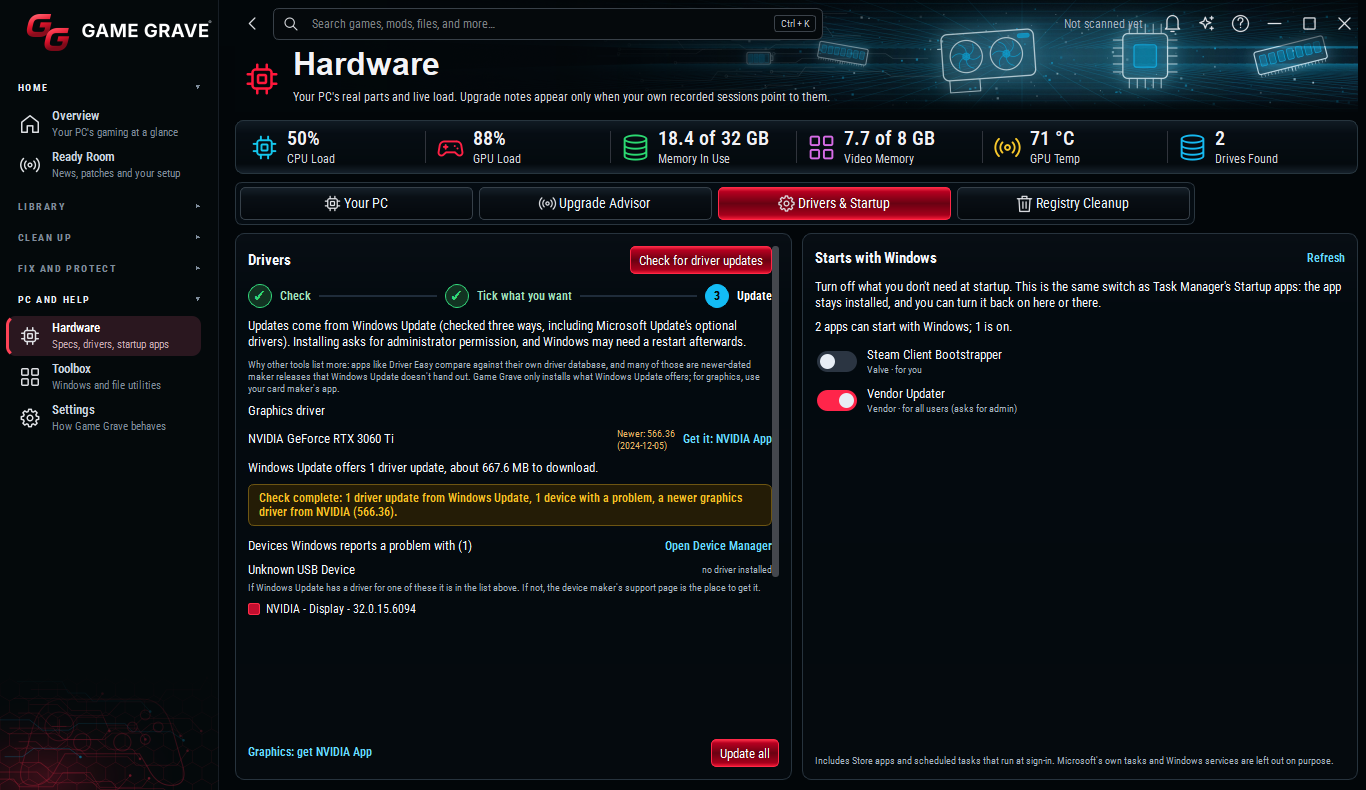 GG GAME GRAVE
Search games, mods, files, and more...
Ctrl + K
Not scanned yet
Hardware
Your PC's real parts and live load. Upgrade notes appear only when your own recorded sessions point to them.
HOME
Overview
Your PC's gaming at a glance
Ready Room
News, patches and your setup
LIBRARY
CLEAN UP
FIX AND PROTECT
PC AND HELP
Hardware
Specs, drivers, startup apps
Toolbox
Windows and file utilities
Settings
How Game Grave behaves
50%
CPU Load
88%
GPU Load
18.4 of 32 GB
Memory In Use
7.7 of 8 GB
Video Memory
71 °C
GPU Temp
2
Drives Found
Your PC
Upgrade Advisor
Drivers & Startup
Registry Cleanup
Drivers
Check for driver updates
✓ Check
✓ Tick what you want
3 Update
Updates come from Windows Update (checked three ways, including Microsoft Update's optional
drivers). Installing asks for administrator permission, and Windows may need a restart afterwards.
Why other tools list more: apps like Driver Easy compare against their own driver database, and many of those are newer-dated
maker releases that Windows Update doesn't hand out. Game Grave only installs what Windows Update offers; for graphics, use
your card maker's app.
Graphics driver
NVIDIA GeForce RTX 3060 Ti
Newer: 566.36
(2024-12-05)
Get it: NVIDIA App
Windows Update offers 1 driver update, about 667.6 MB to download.
Check complete: 1 driver update from Windows Update, 1 device with a problem, a newer graphics
driver from NVIDIA (566.36).
Devices Windows reports a problem with (1)
Open Device Manager
Unknown USB Device
no driver installed
If Windows Update has a driver for one of these it is in the list above. If not, the device maker's support page is the place to get it.
NVIDIA - Display - 32.0.15.6094
Graphics: get NVIDIA App
Update all
Starts with Windows
Refresh
Turn off what you don't need at startup. This is the same switch as Task Manager's Startup apps: the app
stays installed, and you can turn it back on here or there.
2 apps can start with Windows; 1 is on.
Steam Client Bootstrapper
Valve · for you
Vendor Updater
Vendor · for all users (asks for admin)
Includes Store apps and scheduled tasks that run at sign-in. Microsoft's own tasks and Windows services are left out on purpose.